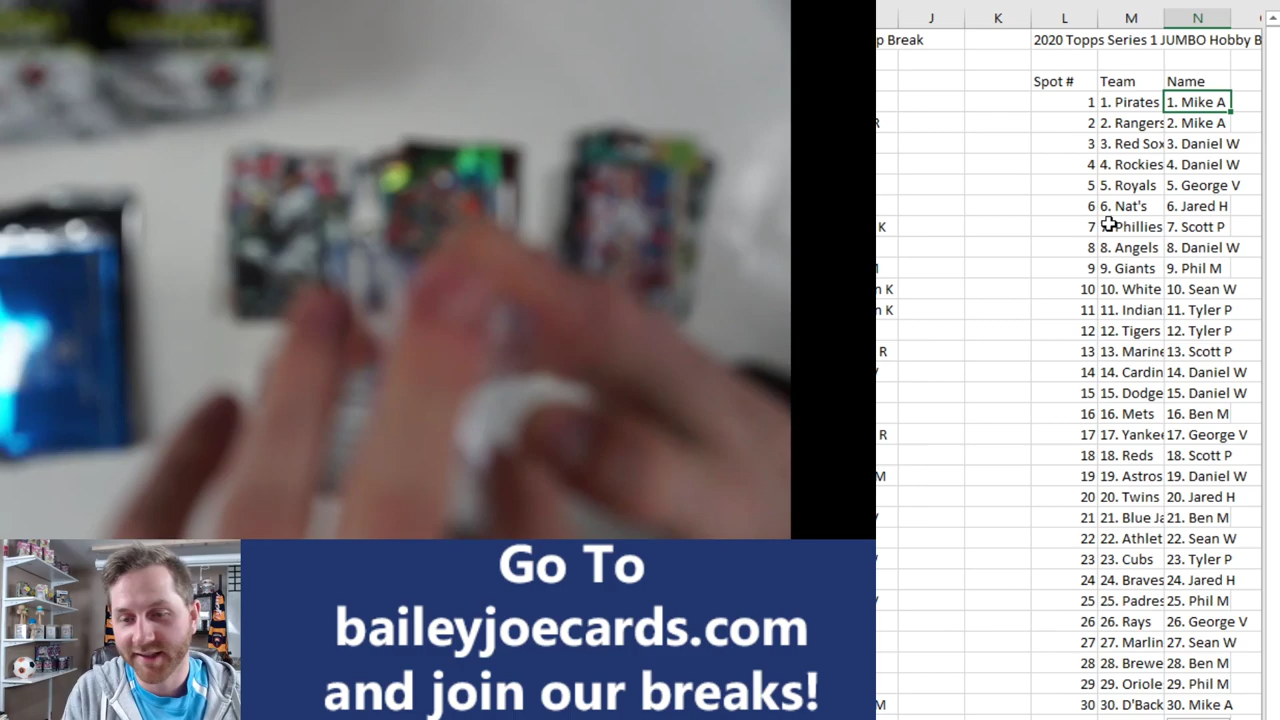 J K L M N
p Break 2020 Topps Series 1 JUMBO Hobby B
Spot # Team Name
1 1. Pirates 1. Mike A
R 2 2. Rangers 2. Mike A
3 3. Red Sox 3. Daniel W
4 4. Rockies 4. Daniel W
5 5. Royals 5. George V
6 6. Nat's 6. Jared H
K 7 Phillies 7. Scott P
8 8. Angels 8. Daniel W
M 9 9. Giants 9. Phil M
n K 10 10. White 10. Sean W
n K 11 11. Indian 11. Tyler P
12 12. Tigers 12. Tyler P
R 13 13. Marine 13. Scott P
14 14. Cardin 14. Daniel W
15 15. Dodge 15. Daniel W
16 16. Mets 16. Ben M
R 17 17. Yankee 17. George V
18 18. Reds 18. Scott P
M 19 19. Astros 19. Daniel W
20 20. Twins 20. Jared H
21 21. Blue Ja 21. Ben M
22 22. Athlet 22. Sean W
23 23. Cubs 23. Tyler P
24 24. Braves 24. Jared H
25 25. Padres 25. Phil M
26 26. Rays 26. George V
27 27. Marlin 27. Sean W
28 28. Brewe 28. Ben M
29 29. Oriole 29. Phil M
M 30 30. D'Back 30. Mike A
Go To
baileyjoecards.com
and join our breaks!